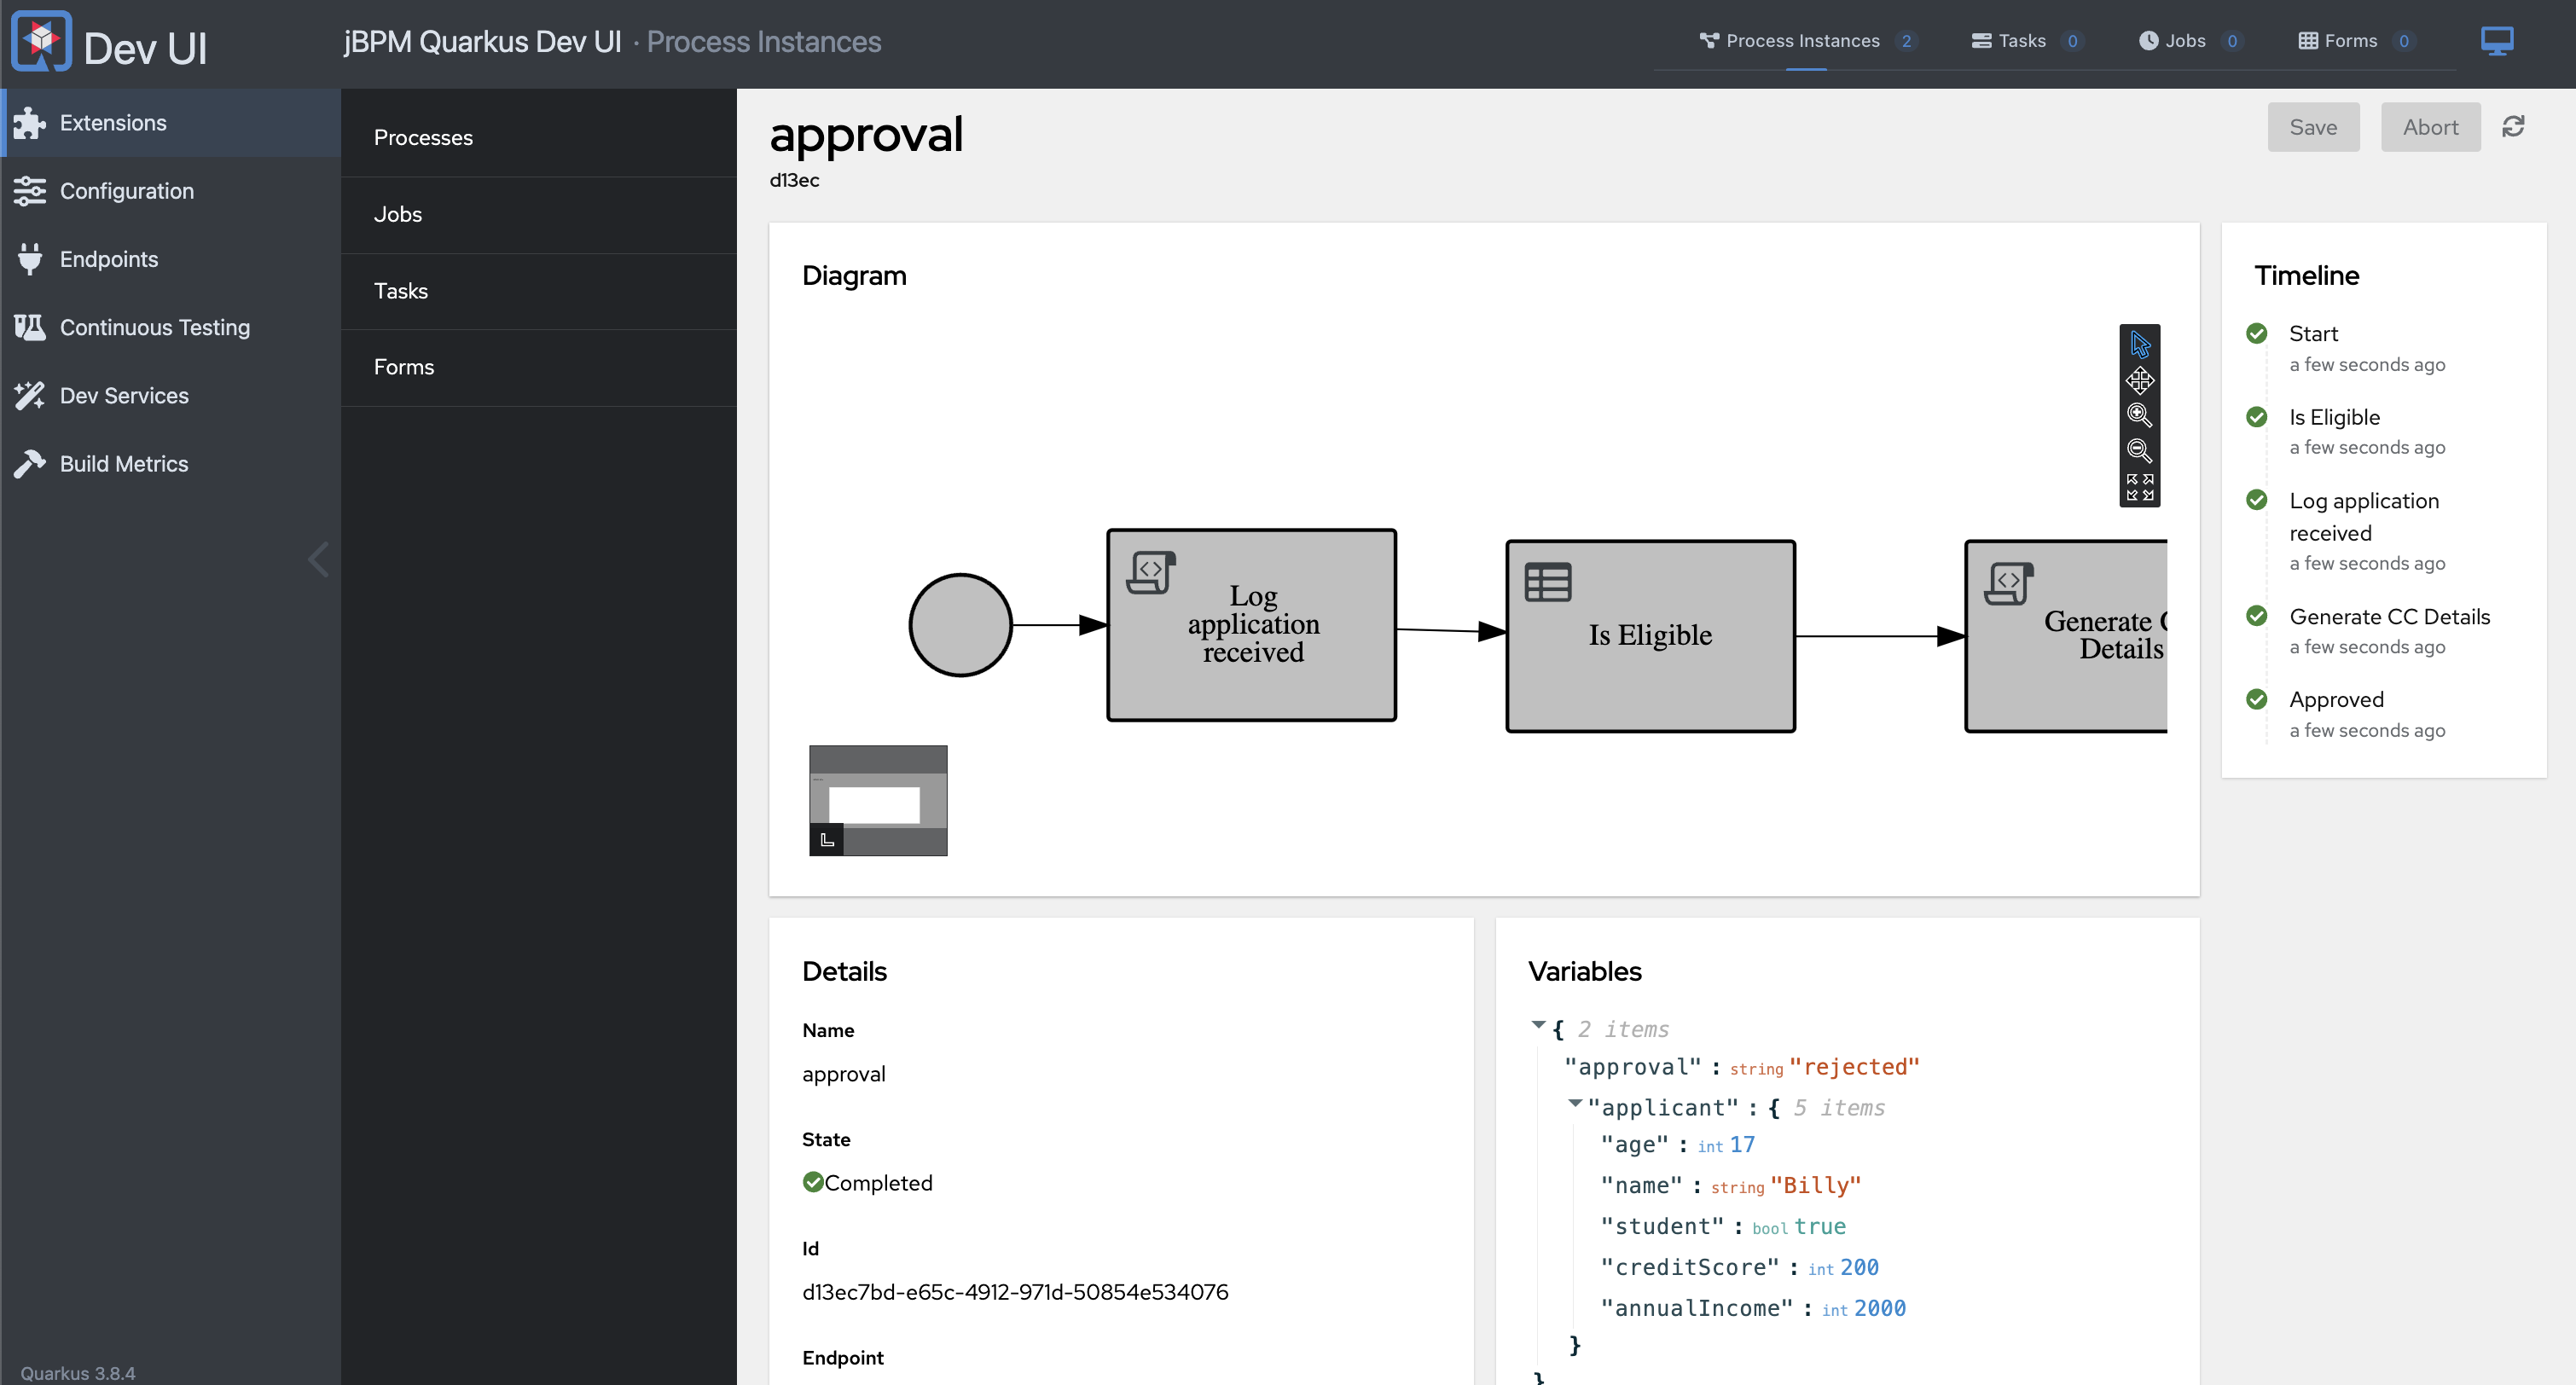 Dev UI
jBPM Quarkus Dev UI · Process Instances
Process Instances 2
Tasks 0
Jobs 0
Forms 0
Extensions
Configuration
Endpoints
Continuous Testing
Dev Services
Build Metrics
Quarkus 3.8.4
Processes
Jobs
Tasks
Forms
approval
d13ec
Save
Abort
Diagram
Log
application
received
Is Eligible
Generate
Details
Timeline
Start
a few seconds ago
Is Eligible
a few seconds ago
Log application
received
a few seconds ago
Generate CC Details
a few seconds ago
Approved
a few seconds ago
Details
Name
approval
State
Completed
Id
d13ec7bd-e65c-4912-971d-50854e534076
Endpoint
Variables
{ 2 items
"approval" : string "rejected"
"applicant" : { 5 items
"age" : int 17
"name" : string "Billy"
"student" : bool true
"creditScore" : int 200
"annualIncome" : int 2000
}
}